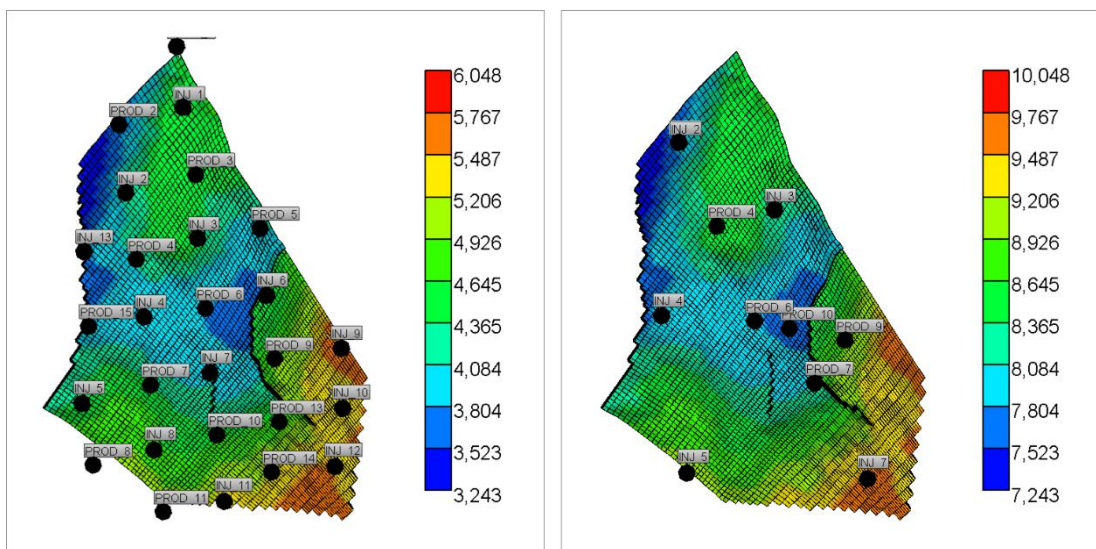 6,048
INJ_1
PROD_2
5,767
PROD_3
5,487
INJ_2
5,206
PROD_5
INJ_3
4,926
INJ_13
PROD_4
4,645
INJ_6
PROD_6
INJ_4
PROD_15
4,365
INJ_9
PROD_9
4,084
INJ_7
PROD_7
INJ_10
3,804
INJ_5
PROD_13
PROD_10
3,523
INJ_8
PROD_8
INJ_12
PROD_14
3,243
INJ_11
PROD_11
10,048
9,767
INJ_2
9,487
INJ_3
9,206
PROD_4
8,926
8,645
INJ_4
PROD_6
PROD_10
8,365
PROD_9
8,084
PROD_7
7,804
7,523
INJ_5
INJ_7
7,243